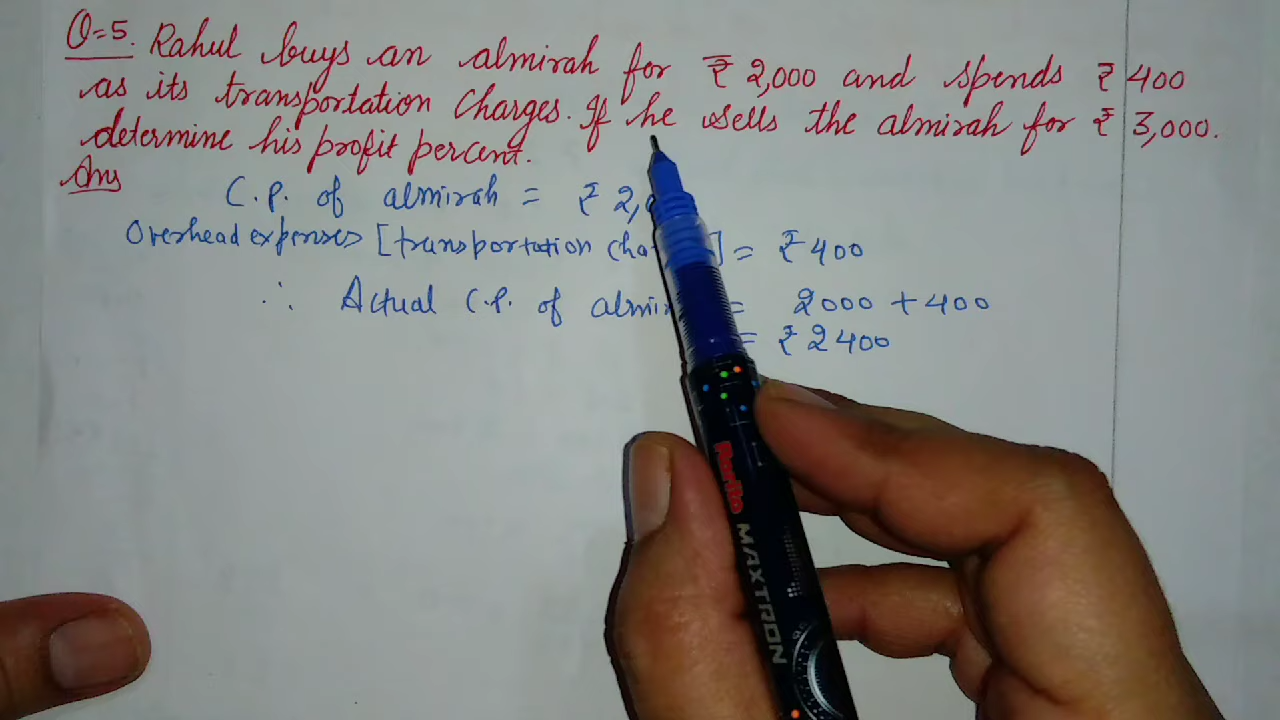 Q=5. Rahul buys an almirah for ₹ 2,000 and spends ₹ 400
as its transportation charges. If he sells the almirah for ₹ 3,000.
determine his profit percent.
Ans
C.P. of almirah = ₹ 2,
Overhead expenses [transportation cha ] = ₹ 400
∴ Actual C.P. of almi = 2000 + 400
= ₹ 2400
Rorito MAXTRON